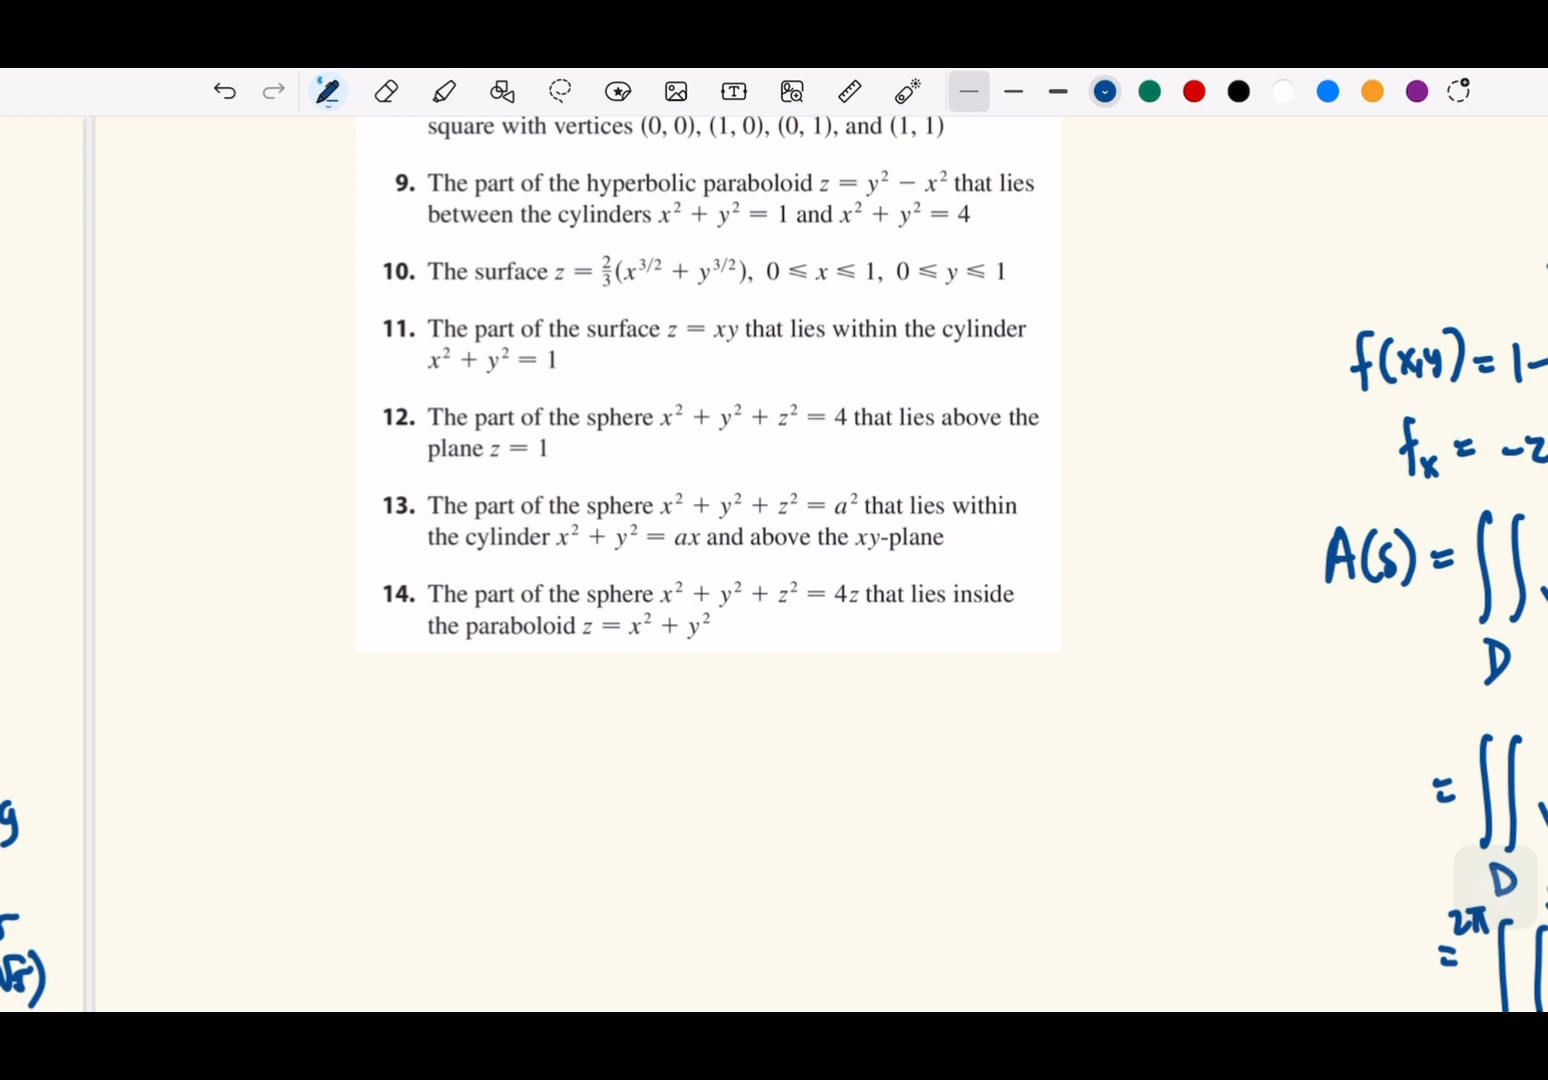 square with vertices (0, 0), (1, 0), (0, 1), and (1, 1)
9. The part of the hyperbolic paraboloid z = y² − x² that lies
between the cylinders x² + y² = 1 and x² + y² = 4
10. The surface z = 2/3(x^{3/2} + y^{3/2}), 0 ⩽ x ⩽ 1, 0 ⩽ y ⩽ 1
11. The part of the surface z = xy that lies within the cylinder
x² + y² = 1
12. The part of the sphere x² + y² + z² = 4 that lies above the
plane z = 1
13. The part of the sphere x² + y² + z² = a² that lies within
the cylinder x² + y² = ax and above the xy-plane
14. The part of the sphere x² + y² + z² = 4z that lies inside
the paraboloid z = x² + y²
f(x,y) = 1-
f_x = -2
A(S) = ∬
D
= ∬
D
2π
= ∫ ∫
y